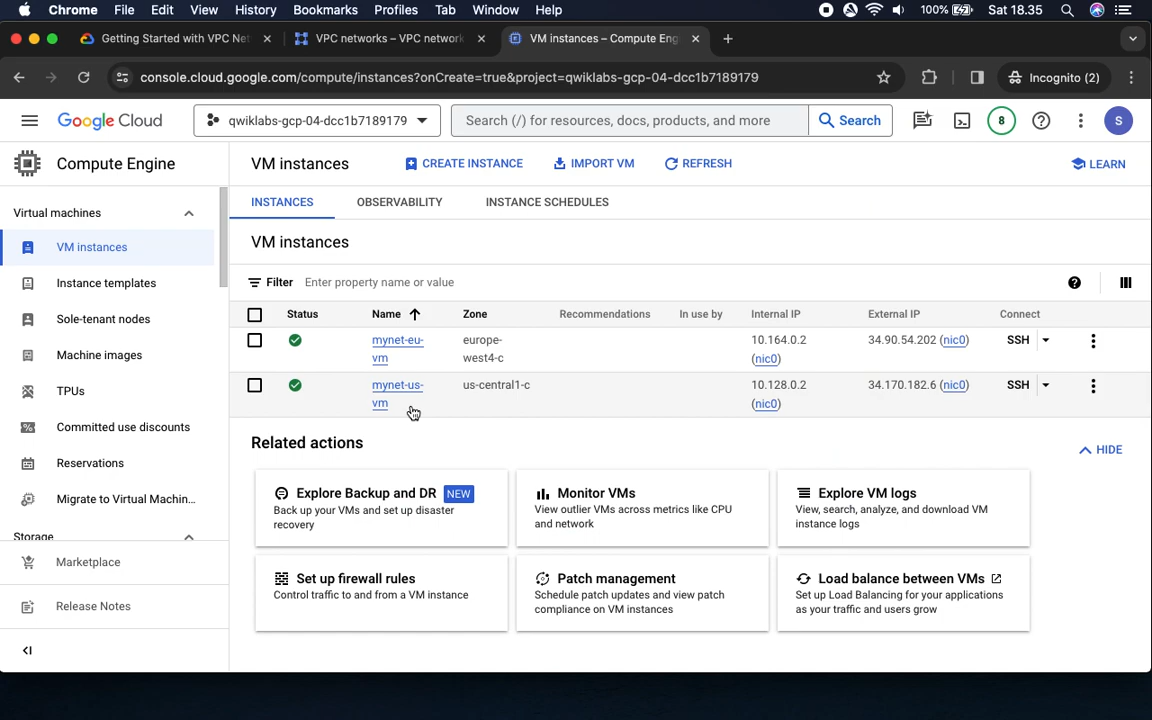 Chrome File Edit View History Bookmarks Profiles Tab Window Help 100% Sat 18.35
Getting Started with VPC Net
VPC networks – VPC network
VM instances – Compute Eng
console.cloud.google.com/compute/instances?onCreate=true&project=qwiklabs-gcp-04-dcc1b7189179
Incognito (2)
Google Cloud
qwiklabs-gcp-04-dcc1b7189179
Search (/) for resources, docs, products, and more
Search
8
S
Compute Engine
VM instances
CREATE INSTANCE
IMPORT VM
REFRESH
LEARN
Virtual machines
VM instances
Instance templates
Sole-tenant nodes
Machine images
TPUs
Committed use discounts
Reservations
Migrate to Virtual Machin...
Storage
Marketplace
Release Notes
INSTANCES
OBSERVABILITY
INSTANCE SCHEDULES
VM instances
Filter Enter property name or value
Status Name Zone Recommendations In use by Internal IP External IP Connect
mynet-eu- europe- 10.164.0.2 34.90.54.202 (nic0) SSH
vm west4-c (nic0)
mynet-us- us-central1-c 10.128.0.2 34.170.182.6 (nic0) SSH
vm (nic0)
Related actions
HIDE
Explore Backup and DR NEW
Back up your VMs and set up disaster
recovery
Monitor VMs
View outlier VMs across metrics like CPU
and network
Explore VM logs
View, search, analyze, and download VM
instance logs
Set up firewall rules
Control traffic to and from a VM instance
Patch management
Schedule patch updates and view patch
compliance on VM instances
Load balance between VMs
Set up Load Balancing for your applications
as your traffic and users grow